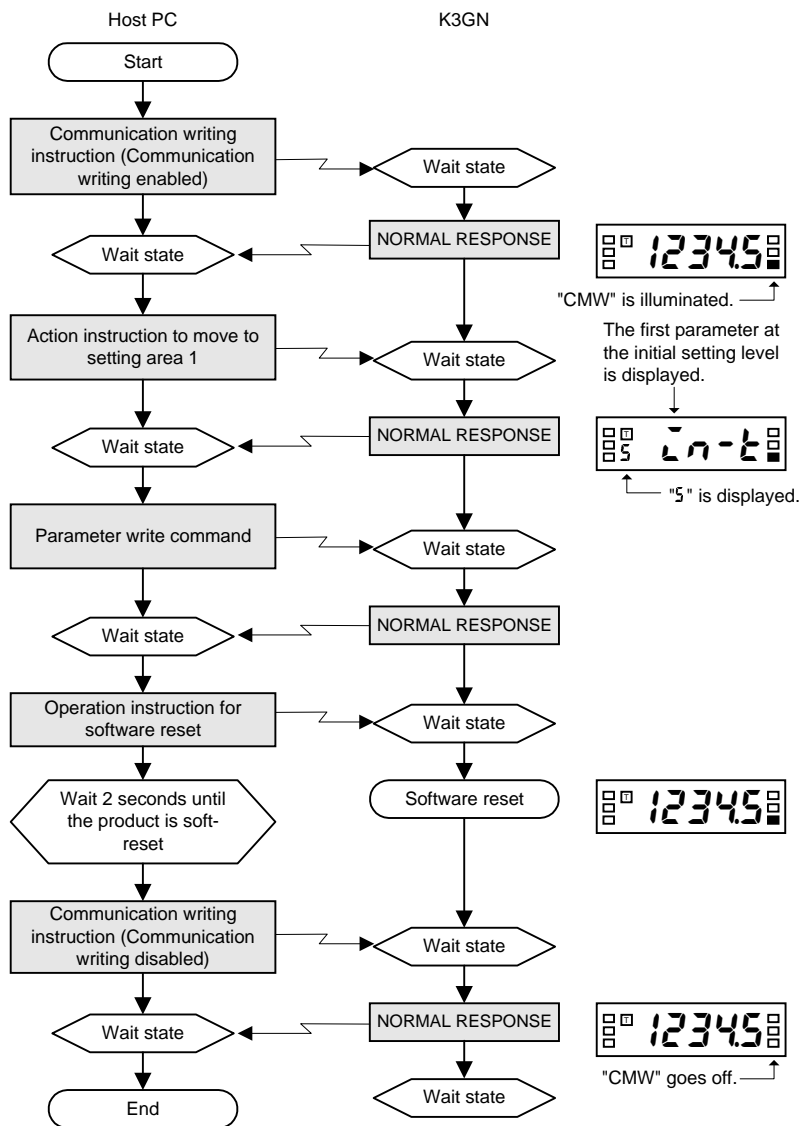 Host PC
K3GN
Start
Communication writing
instruction (Communication
writing enabled)
Wait state
Wait state
NORMAL RESPONSE
12345
"CMW" is illuminated.
Action instruction to move to
setting area 1
Wait state
The first parameter at
the initial setting level
is displayed.
Wait state
NORMAL RESPONSE
T
S
in-t
"S" is displayed.
Parameter write command
Wait state
Wait state
NORMAL RESPONSE
Operation instruction for
software reset
Wait state
Wait 2 seconds until
the product is soft-
reset
Software reset
T
1234.5
Communication writing
instruction (Communication
writing disabled)
Wait state
Wait state
NORMAL RESPONSE
T
1234.5
"CMW" goes off.
End
Wait state